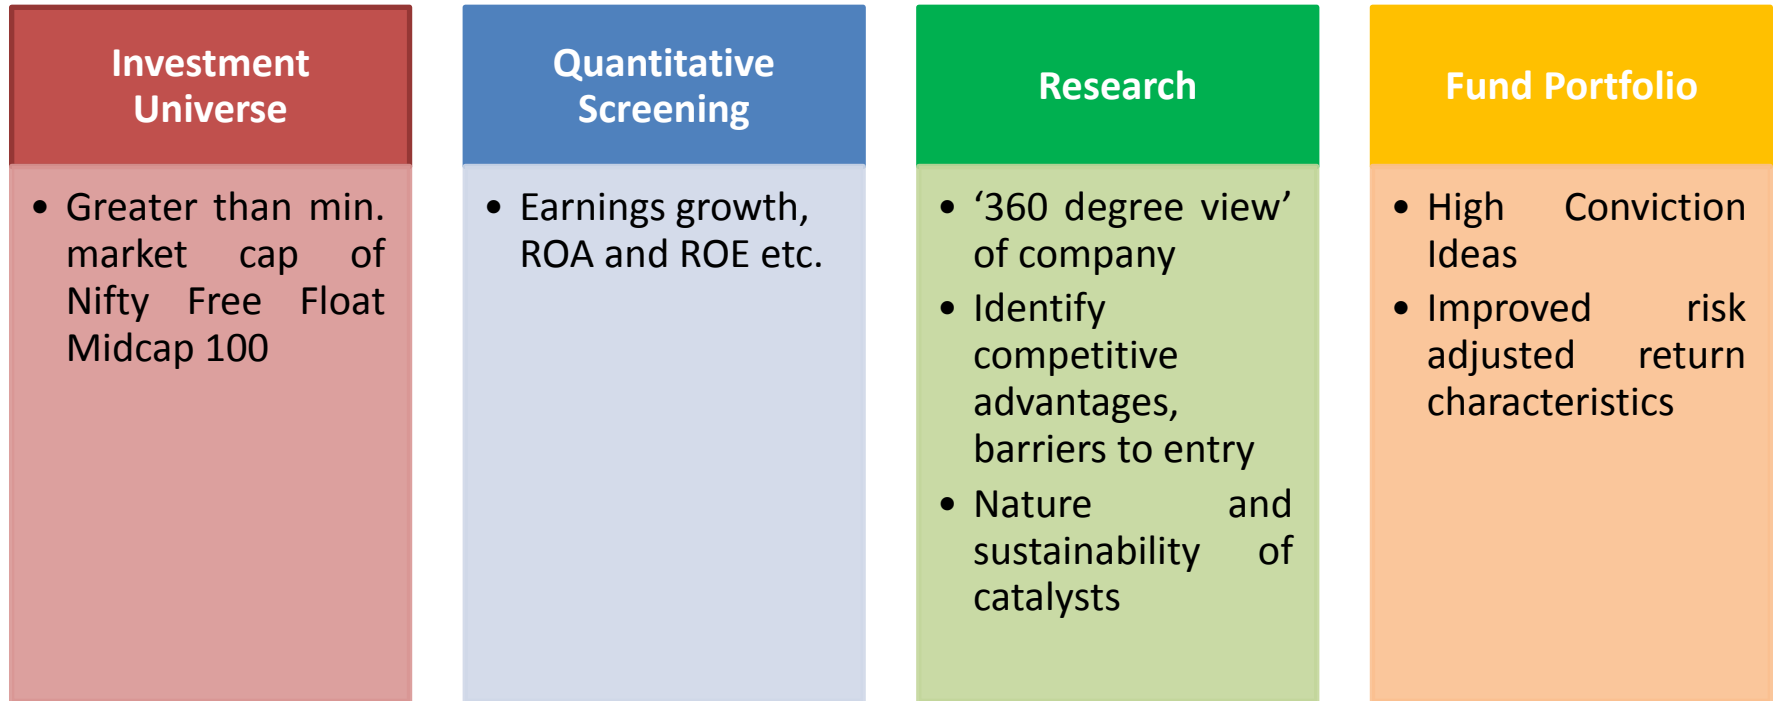 Investment
Universe
• Greater than min.
market cap of
Nifty Free Float
Midcap 100
Quantitative
Screening
• Earnings growth,
ROA and ROE etc.
Research
• ‘360 degree view’
of company
• Identify
competitive
advantages,
barriers to entry
• Nature and
sustainability of
catalysts
Fund Portfolio
• High Conviction
Ideas
• Improved risk
adjusted return
characteristics